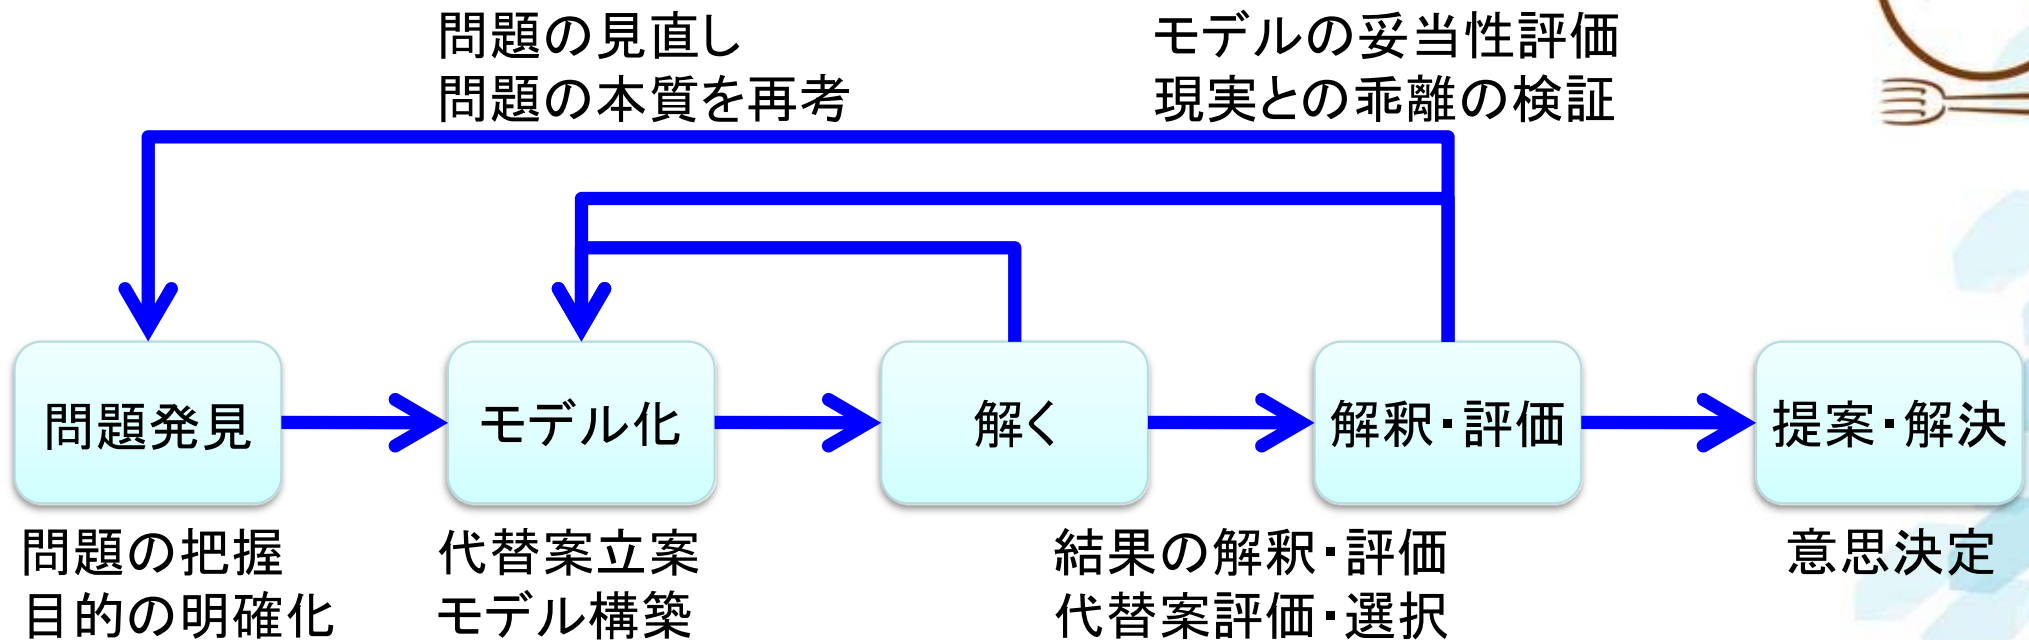 問題の見直し
問題の本質を再考
モデルの妥当性評価
現実との乖離の検証
問題発見
モデル化
解く
解釈・評価
提案・解決
問題の把握
目的の明確化
代替案立案
モデル構築
結果の解釈・評価
代替案評価・選択
意思決定